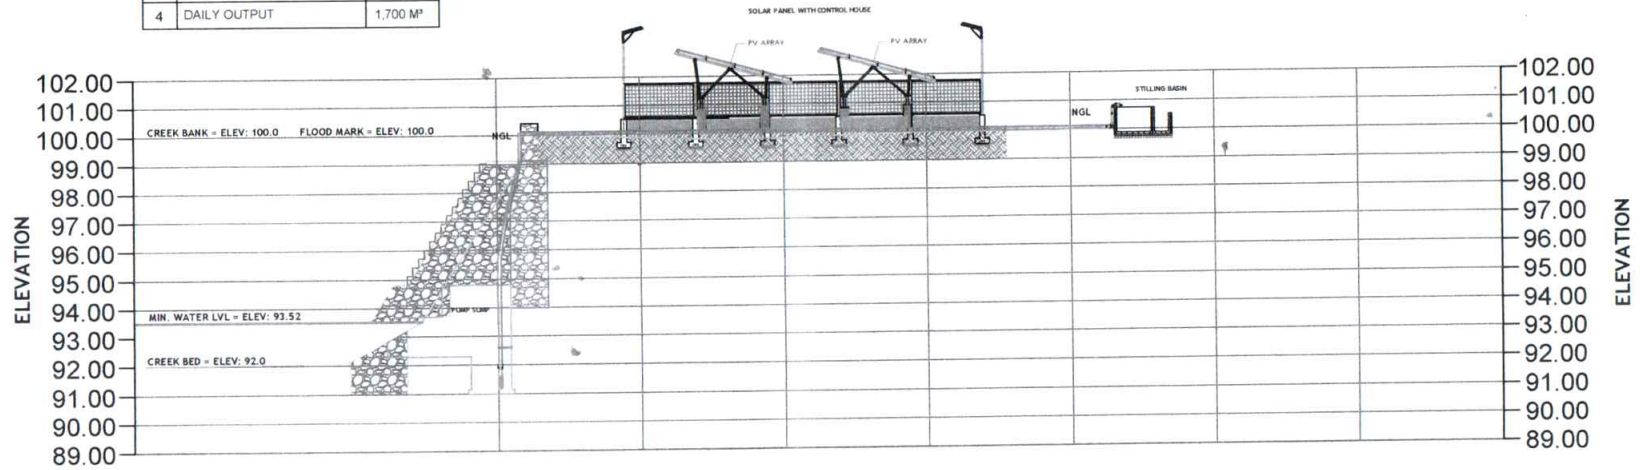 4 DAILY OUTPUT 1,700 M³
SOLAR PANEL WITH CONTROL HOUSE
PV ARRAY
PV ARRAY
STILLING BASIN
NGL
CREEK BANK = ELEV: 100.0 FLOOD MARK = ELEV: 100.0
NGL
MIN. WATER LVL = ELEV: 93.52
PUMP SUMP
CREEK BED = ELEV: 92.0
ELEVATION
102.00
101.00
100.00
99.00
98.00
97.00
96.00
95.00
94.00
93.00
92.00
91.00
90.00
89.00
102.00
101.00
100.00
99.00
98.00
97.00
96.00
95.00
94.00
93.00
92.00
91.00
90.00
89.00
ELEVATION